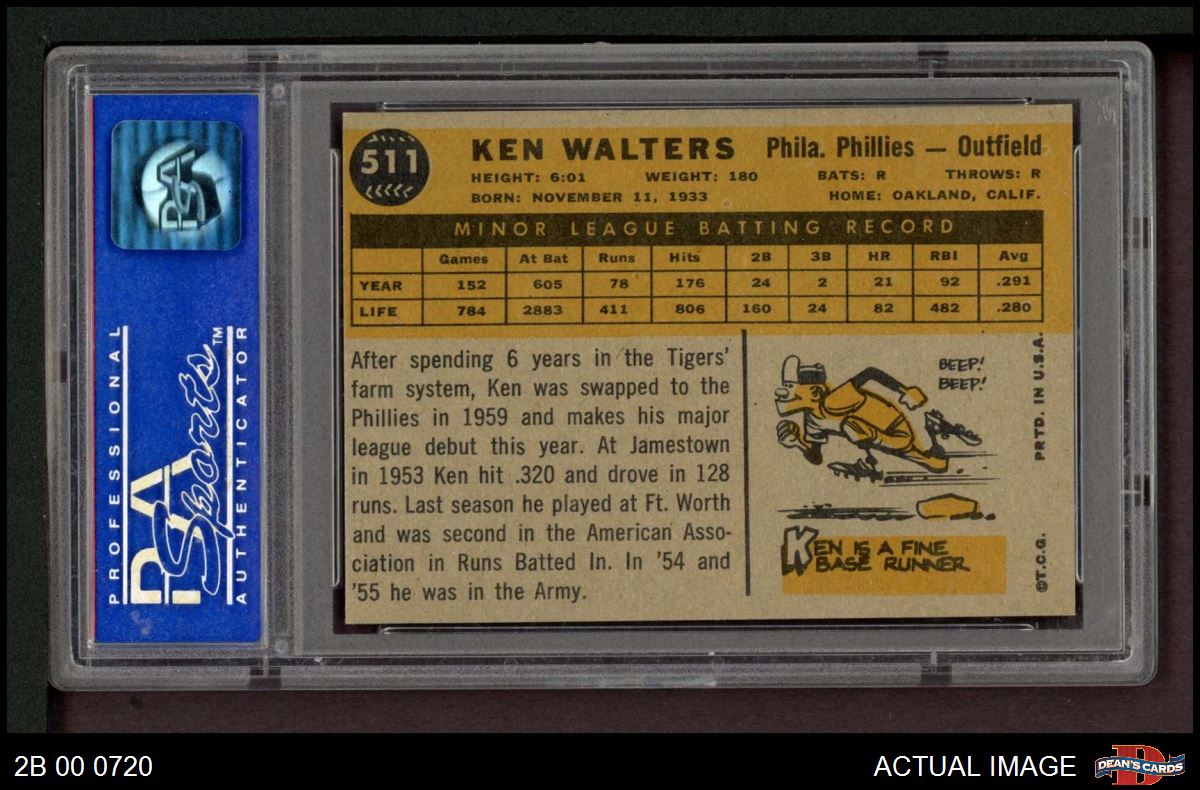 PROFESSIONAL
PSA
Sports™
AUTHENTICATOR
PSA
511
KEN WALTERS Phila. Phillies — Outfield
HEIGHT: 6:01 WEIGHT: 180 BATS: R THROWS: R
BORN: NOVEMBER 11, 1933 HOME: OAKLAND, CALIF.
MINOR LEAGUE BATTING RECORD
Games At Bat Runs Hits 2B 3B HR RBI Avg
YEAR 152 605 78 176 24 2 21 92 .291
LIFE 784 2883 411 806 160 24 82 482 .280
After spending 6 years in the Tigers'
farm system, Ken was swapped to the
Phillies in 1959 and makes his major
league debut this year. At Jamestown
in 1953 Ken hit .320 and drove in 128
runs. Last season he played at Ft. Worth
and was second in the American Asso-
ciation in Runs Batted In. In '54 and
'55 he was in the Army.
BEEP!
BEEP!
KEN IS A FINE
BASE RUNNER
©T.C.G. PRTD. IN U.S.A.
2B 00 0720
ACTUAL IMAGE
D
DEAN'S CARDS